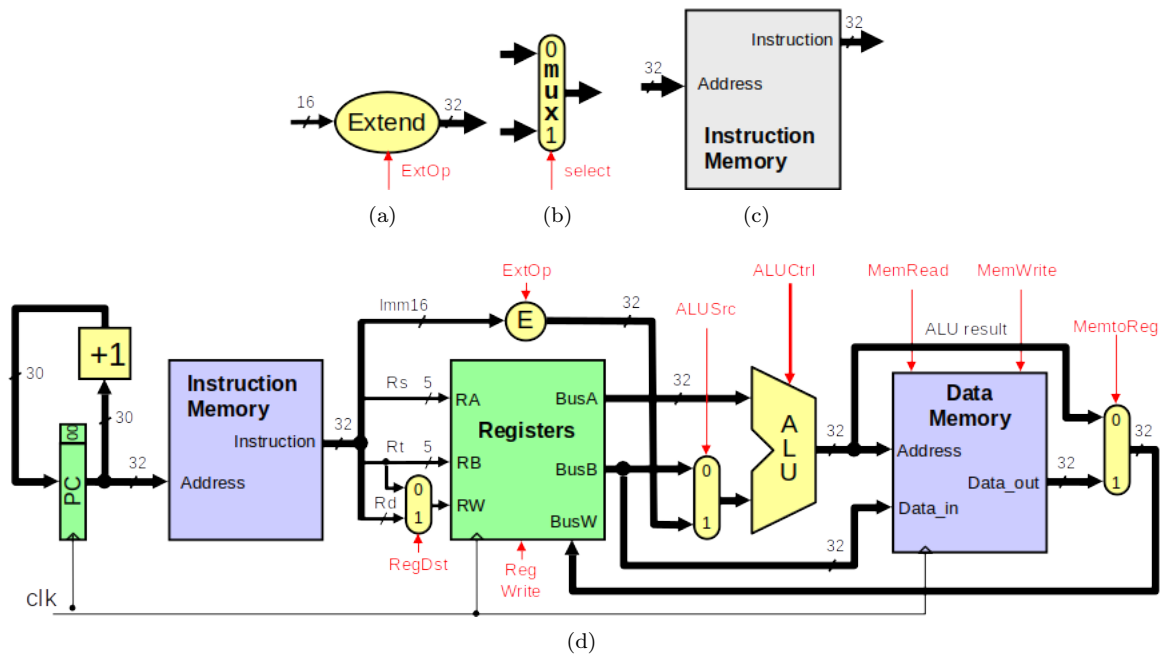 16
Extend
32
ExtOp
(a)
0
mux
1
select
(b)
32
Instruction
32
Address
Instruction
Memory
(c)
ExtOp
ALUCtrl
MemRead
MemWrite
Imm16
E
32
ALUSrc
ALU result
MemtoReg
+1
30
30
Instruction
Memory
Instruction
32
Address
32
00
PC
Rs
5
RA
BusA
32
Registers
Rt
5
RB
BusB
Rd
0
1
RW
BusW
RegDst
Reg
Write
0
1
ALU
32
Data
Memory
Address
Data_out
32
Data_in
32
0
1
32
clk
(d)